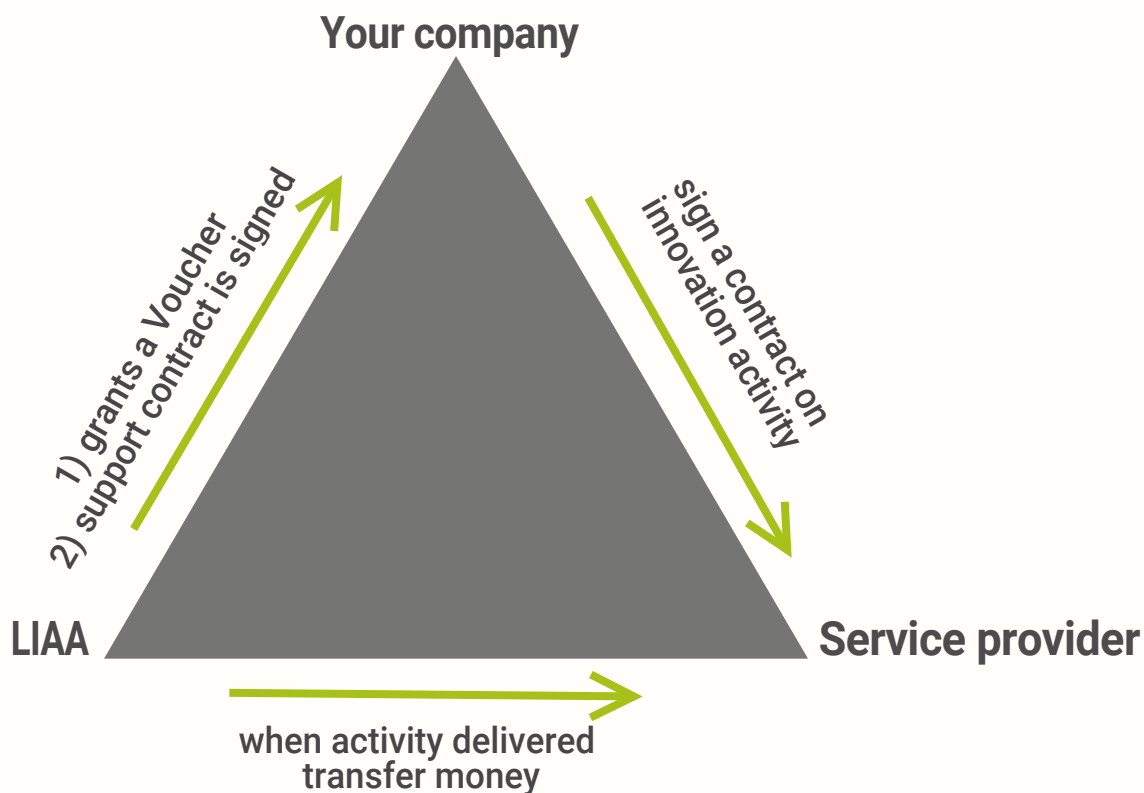 Your company
1) grants a Voucher
2) support contract is signed
sign a contract on
innovation activity
LIAA
Service provider
when activity delivered
transfer money